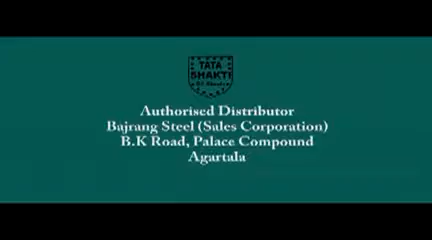 TATA
SHAKTI
Authorised Distributor
Bajrang Steel (Sales Corporation)
B.K Road, Palace Compound
Agartala